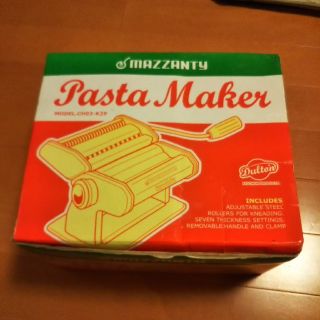 MAZZANTY
Pasta Maker
MODEL:CH03-K29
Dulton
INCLUDES
ADJUSTABLE STEEL
ROLLERS FOR KNEADING.
SEVEN THICKNESS SETTINGS.
REMOVABLE HANDLE AND CLAMP